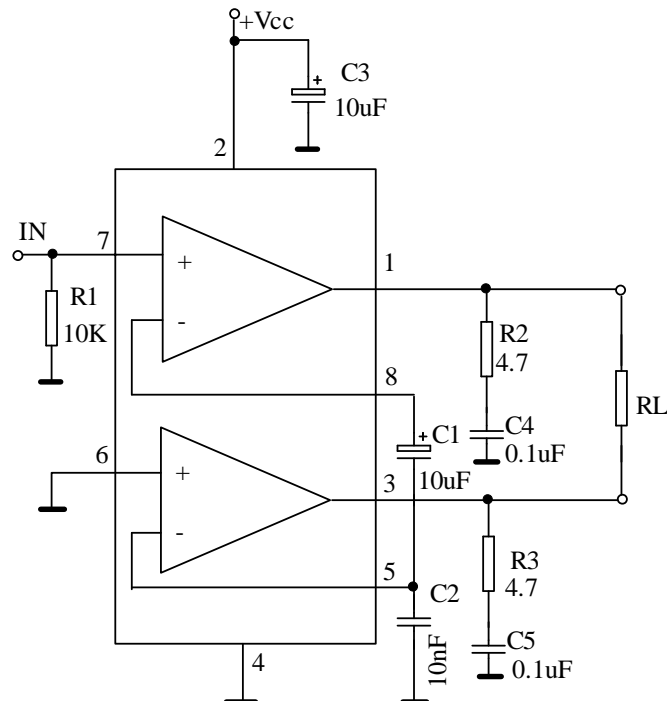 +Vcc
C3
10uF
2
IN
7
+
R1
10K
-
1
R2
4.7
8
C4
0.1uF
RL
+
C1
10uF
6
+
3
-
5
R3
4.7
C2
10nF
C5
0.1uF
4